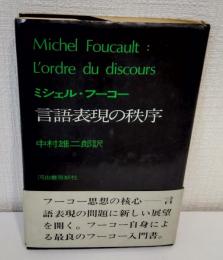 Michel Foucault :
L'ordre du discours
ミシェル・フーコー
言語表現の秩序
中村雄二郎訳
河出書房新社
フーコー思想の核心――言
語表現の問題に新しい展望
を開く。フーコー自身によ
る最良のフーコー入門書。